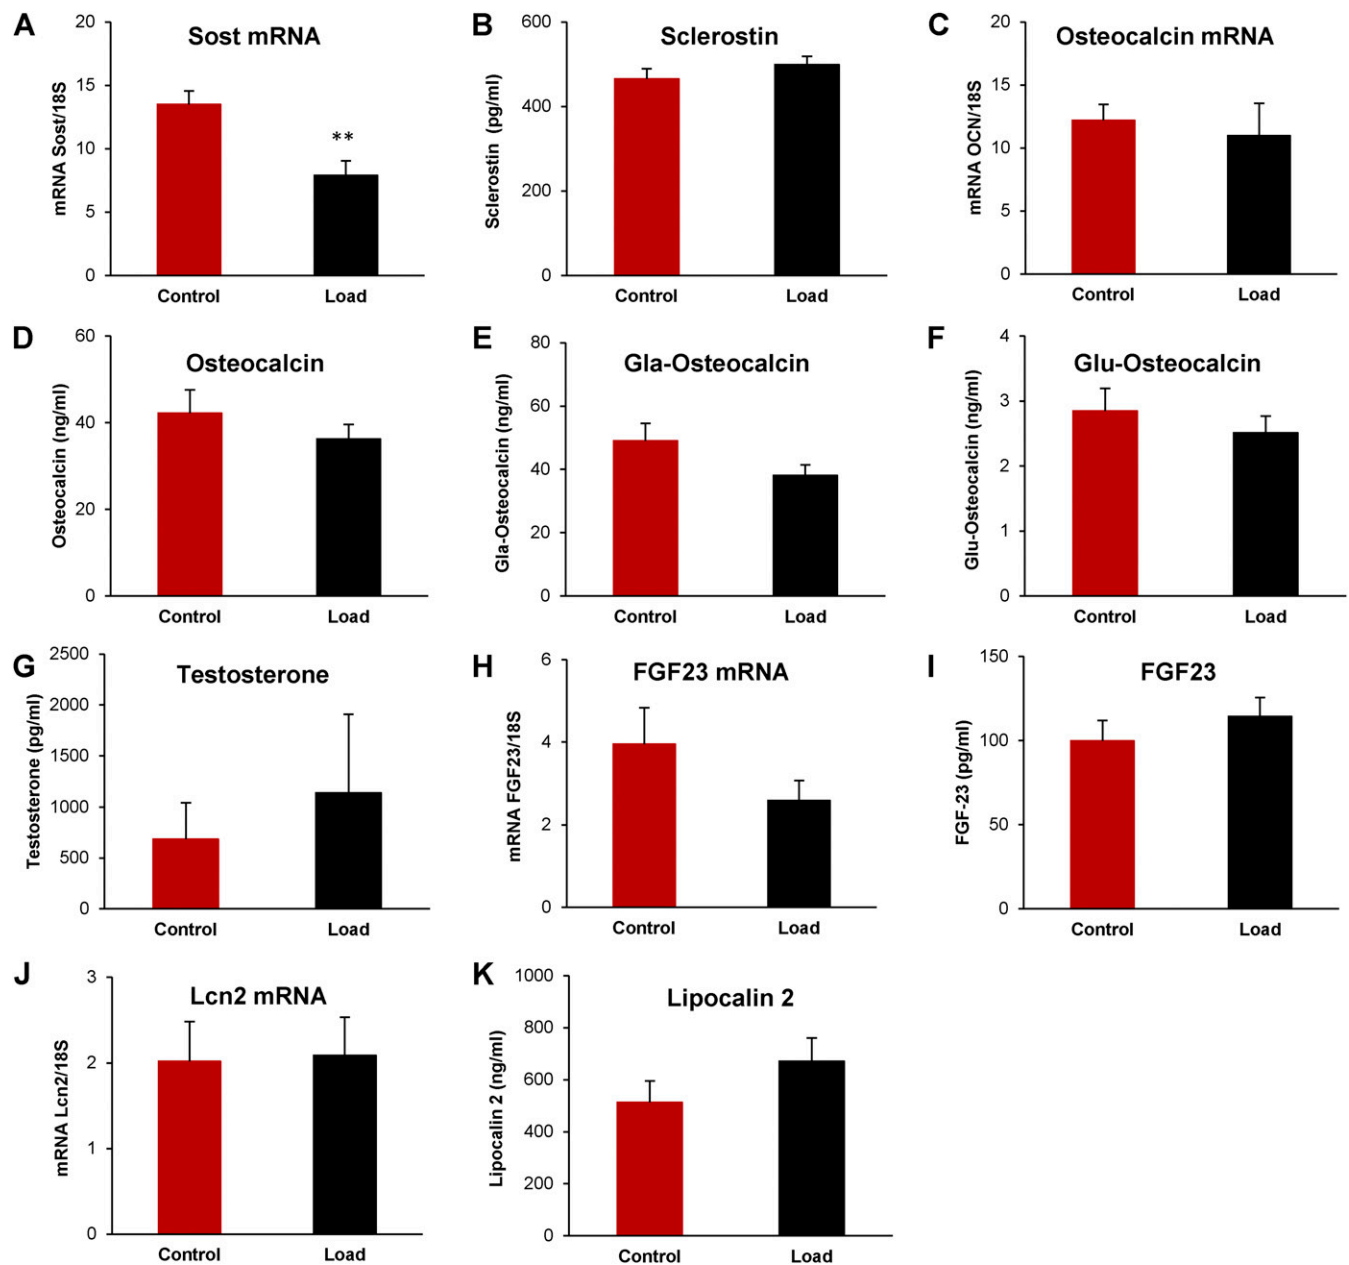 A
Sost mRNA
mRNA Sost/18S
20
15
10
5
0
**
Control
Load
B
Sclerostin
Sclerostin (pg/ml)
600
400
200
0
Control
Load
C
Osteocalcin mRNA
mRNA OCN/18S
20
15
10
5
0
Control
Load
D
Osteocalcin
Osteocalcin (ng/ml)
60
40
20
0
Control
Load
E
Gla-Osteocalcin
Gla-Osteocalcin (ng/ml)
80
60
40
20
0
Control
Load
F
Glu-Osteocalcin
Glu-Osteocalcin (ng/ml)
4
3
2
1
0
Control
Load
G
Testosterone
Testosterone (pg/ml)
2500
2000
1500
1000
500
0
Control
Load
H
FGF23 mRNA
mRNA FGF23/18S
6
4
2
0
Control
Load
I
FGF23
FGF-23 (pg/ml)
150
100
50
0
Control
Load
J
Lcn2 mRNA
mRNA Lcn2/18S
3
2
1
0
Control
Load
K
Lipocalin 2
Lipocalin 2 (ng/ml)
1000
800
600
400
200
0
Control
Load